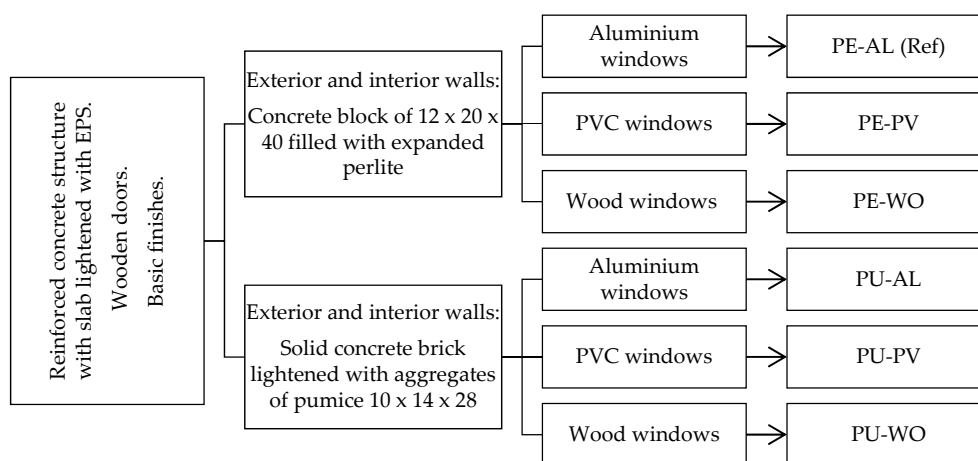 Reinforced concrete structure
with slab lightened with EPS.
Wooden doors.
Basic finishes.
Exterior and interior walls:
Concrete block of 12 x 20 x
40 filled with expanded
perlite
Aluminium
windows
PE-AL (Ref)
PVC windows
PE-PV
Wood windows
PE-WO
Exterior and interior walls:
Solid concrete brick
lightened with aggregates
of pumice 10 x 14 x 28
Aluminium
windows
PU-AL
PVC windows
PU-PV
Wood windows
PU-WO